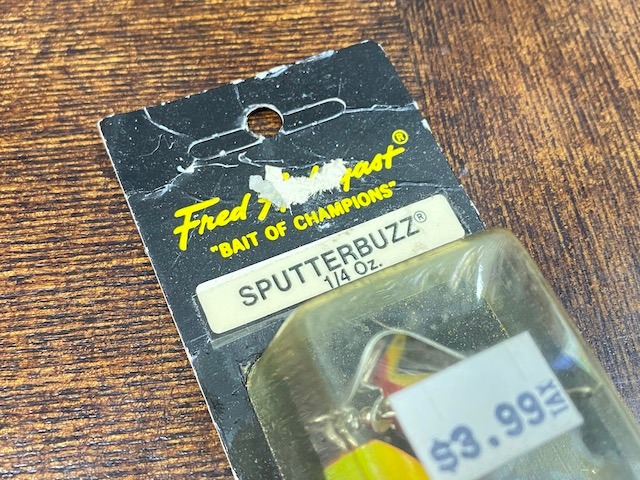 Fred
®
"BAIT OF CHAMPIONS"
SPUTTERBUZZ®
1/4 Oz.
$3.99 TAX